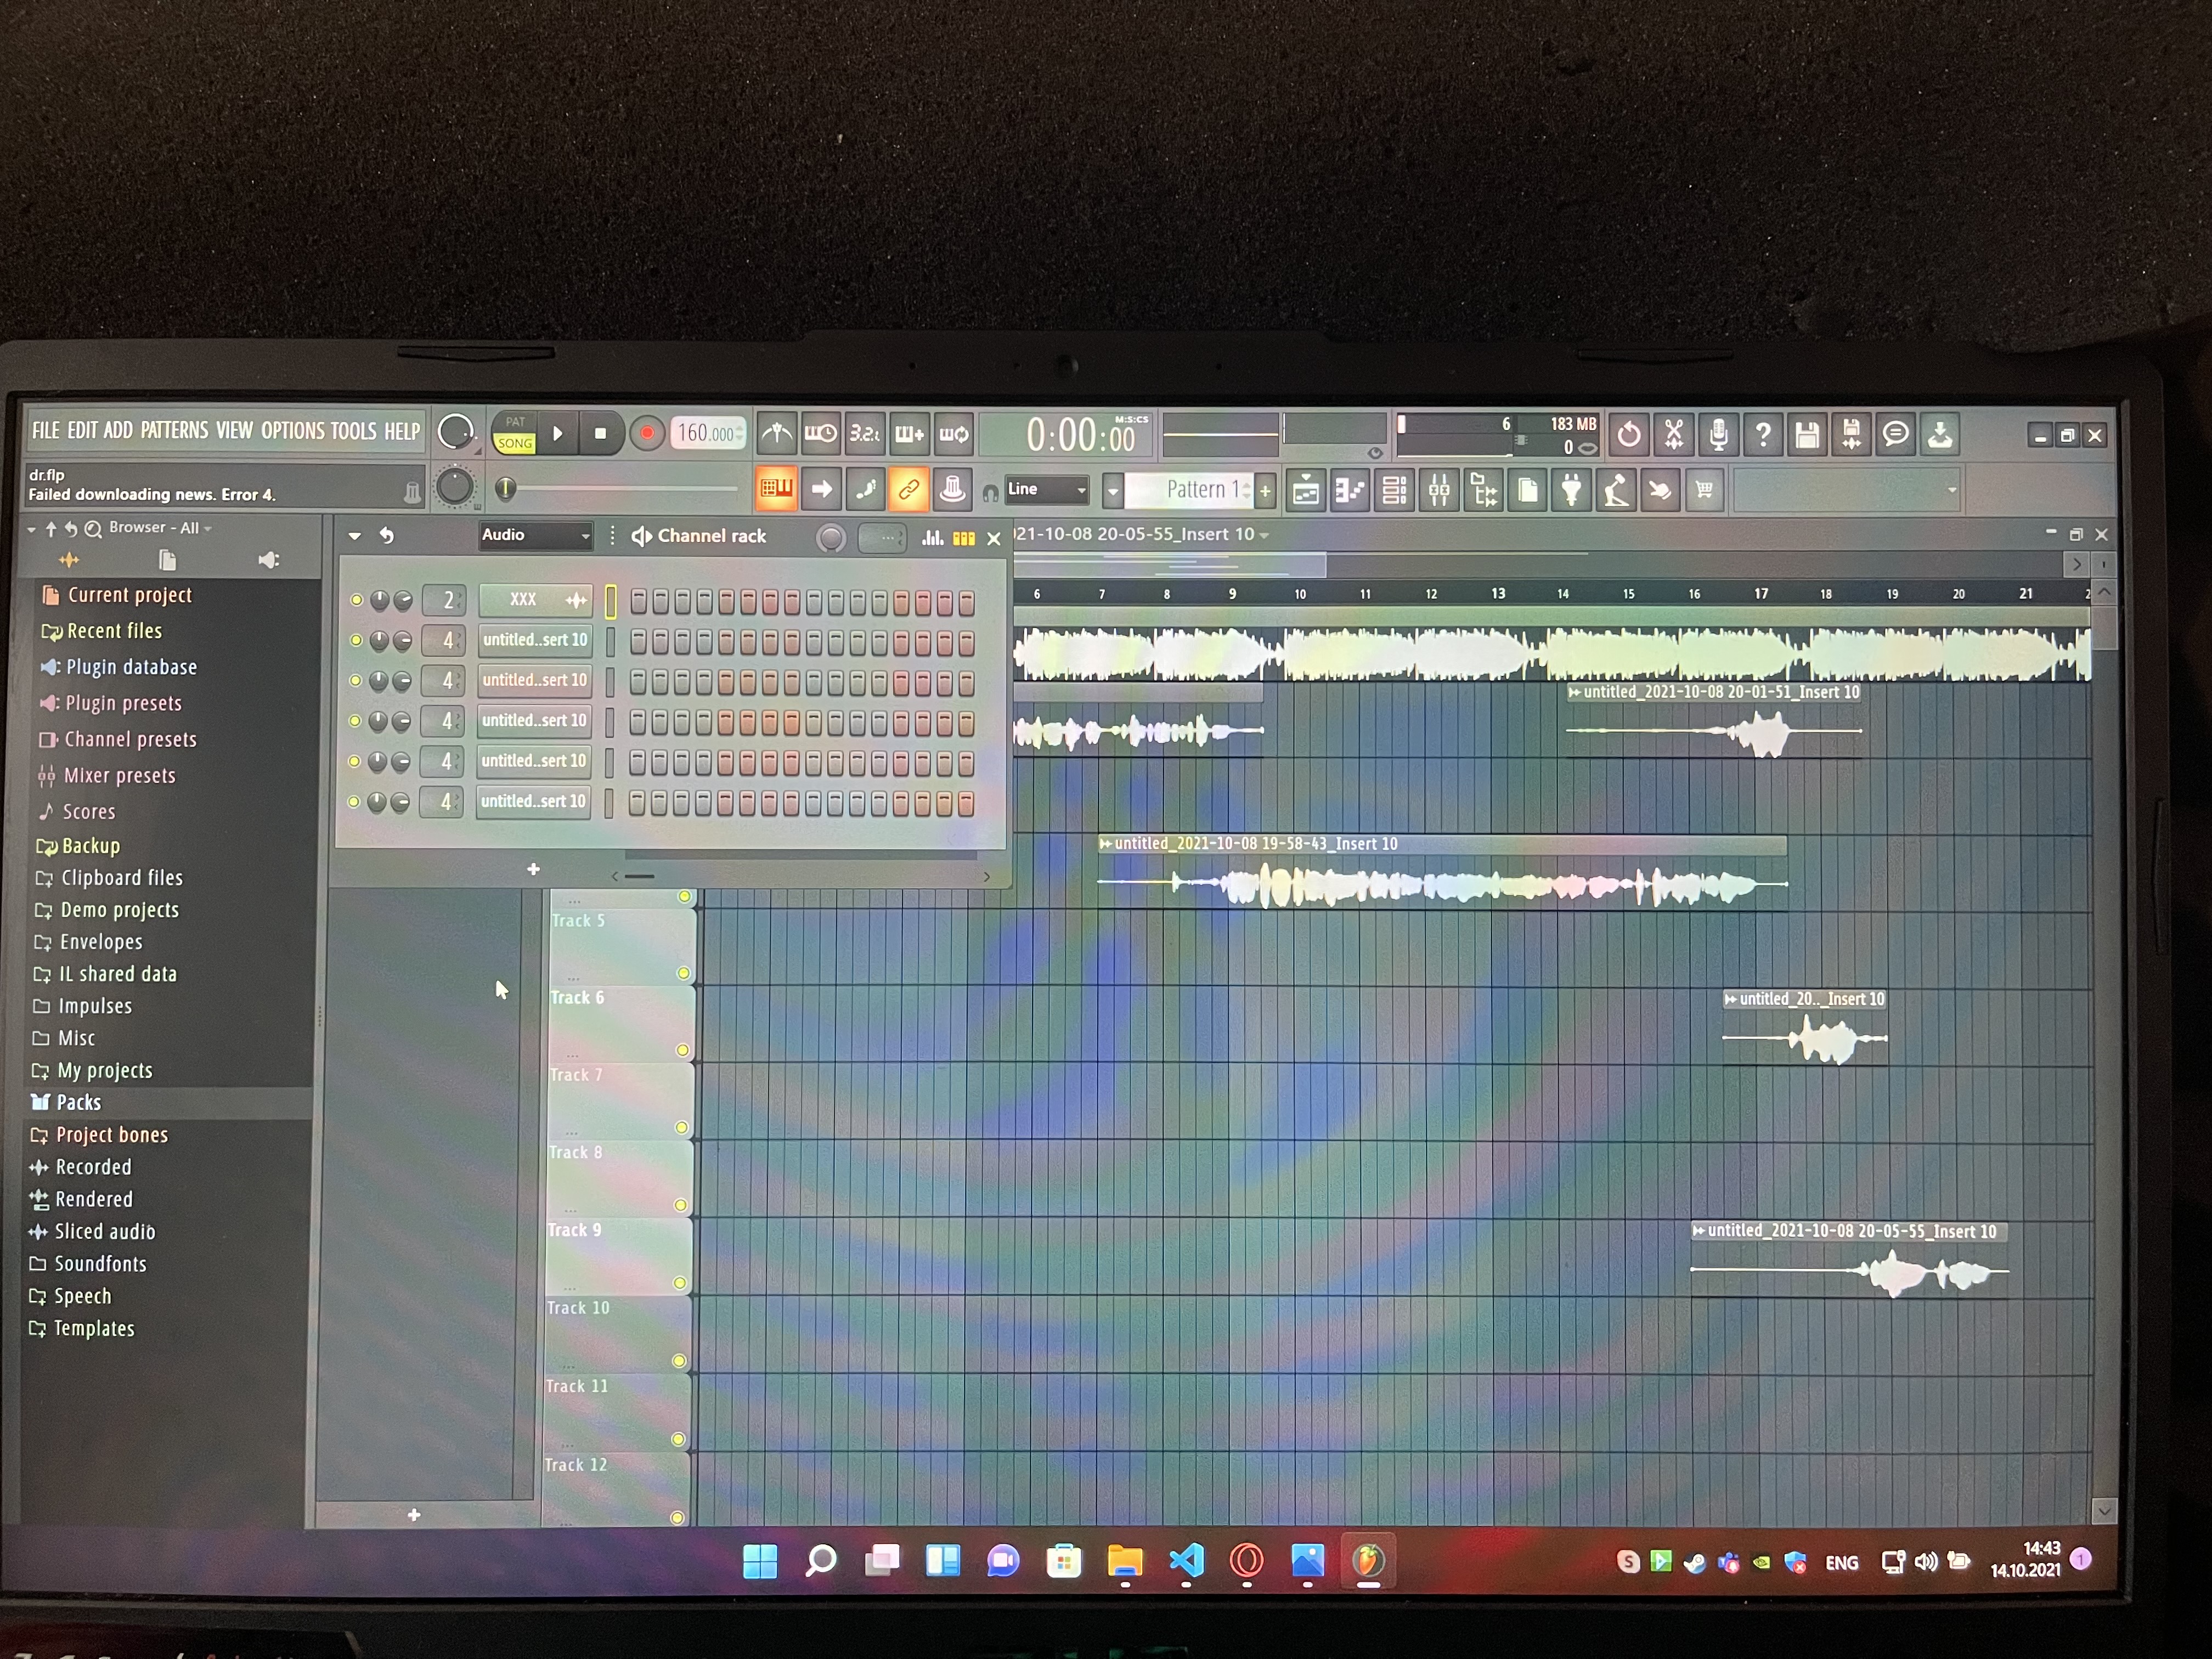 FILE EDIT ADD PATTERNS VIEW OPTIONS TOOLS HELP
PAT
SONG
160.000
3.2.
0:00:00
M:S:CS
6
183 MB
0
dr.flp
Failed downloading news. Error 4.
Line
Pattern 1
Browser - All
Audio
Channel rack
21-10-08 20-05-55_Insert 10
Current project
Recent files
Plugin database
Plugin presets
Channel presets
Mixer presets
Scores
Backup
Clipboard files
Demo projects
Envelopes
IL shared data
Impulses
Misc
My projects
Packs
Project bones
Recorded
Rendered
Sliced audio
Soundfonts
Speech
Templates
2 XXX
4 untitled..sert 10
4 untitled..sert 10
4 untitled..sert 10
4 untitled..sert 10
4 untitled..sert 10
6 7 8 9 10 11 12 13 14 15 16 17 18 19 20 21
untitled_2021-10-08 20-01-51_Insert 10
untitled_2021-10-08 19-58-43_Insert 10
Track 5
Track 6
untitled_20.._Insert 10
Track 7
Track 8
Track 9
untitled_2021-10-08 20-05-55_Insert 10
Track 10
Track 11
Track 12
ENG
14:43
14.10.2021
1